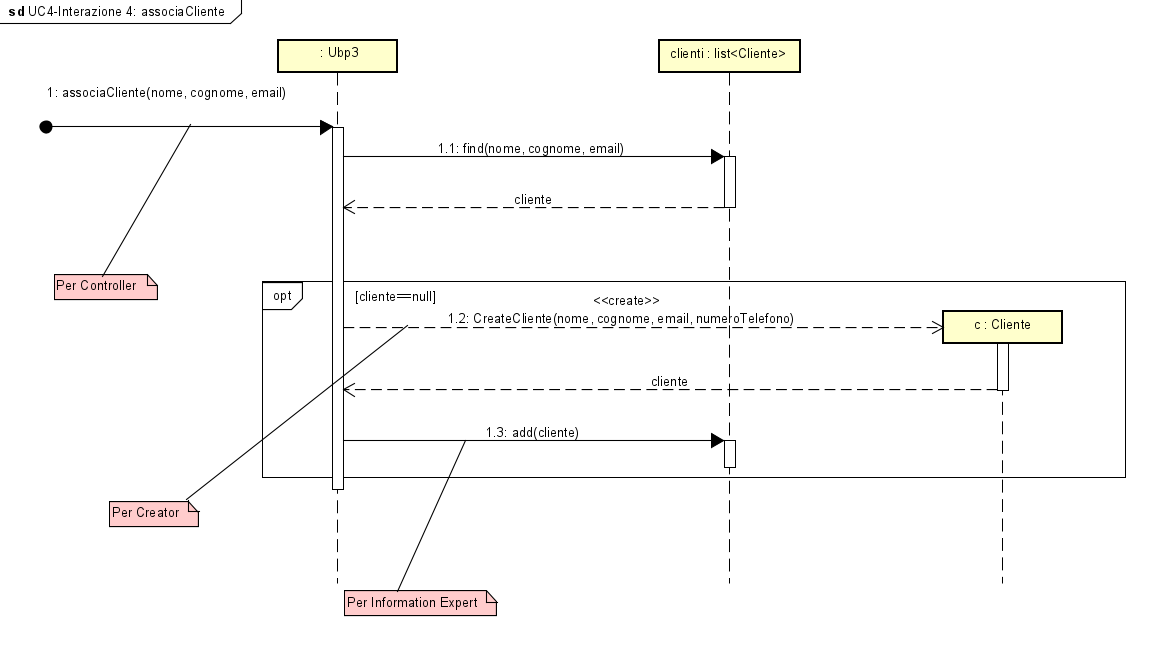 sd UC4-Interazione 4: associaCliente
: Ubp3
clienti : list<Cliente>
1: associaCliente(nome, cognome, email)
1.1: find(nome, cognome, email)
cliente
Per Controller
opt
[cliente==null]
<<create>>
1.2: CreateCliente(nome, cognome, email, numeroTelefono)
c : Cliente
cliente
1.3: add(cliente)
Per Creator
Per Information Expert